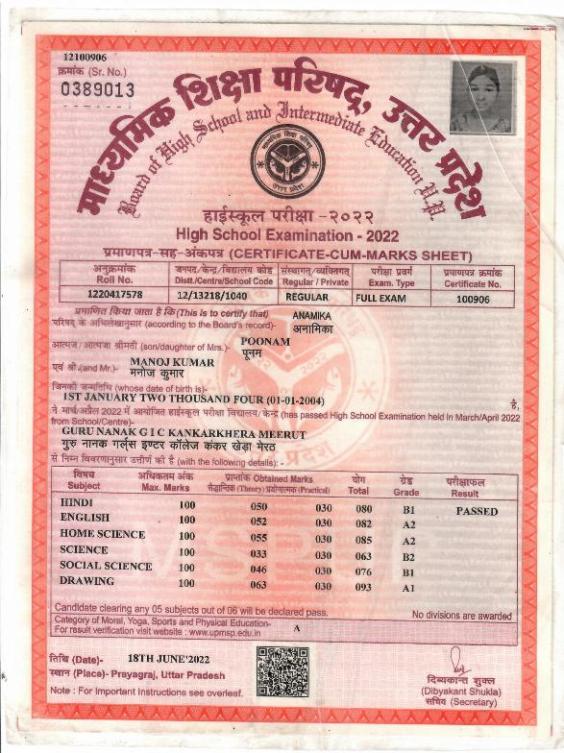 12100906
क्रमांक (Sr. No.)
0389013
माध्यमिक शिक्षा परिषद्, उत्तर प्रदेश
Board of High School and Intermediate Education U.P.
हाईस्कूल परीक्षा -२०२२
High School Examination - 2022
प्रमाणपत्र-सह-अंकपत्र (CERTIFICATE-CUM-MARKS SHEET)
अनुक्रमांक जनपद/केन्द्र/विद्यालय कोड संस्थागत/व्यक्तिगत परीक्षा प्रवर्ग प्रमाणपत्र क्रमांक
Roll No. Distt./Centre/School Code Regular / Private Exam. Type Certificate No.
1220417578 12/13218/1040 REGULAR FULL EXAM 100906
प्रमाणित किया जाता है कि (This is to certify that) ANAMIKA
परिषद् के अभिलेखानुसार (according to the Board's record)- अनामिका
आत्मज/आत्मजा श्रीमती (son/daughter of Mrs.)- POONAM
पूनम
एवं श्री.(and Mr.)- MANOJ KUMAR
मनोज कुमार
जिनकी जन्मतिथि (whose date of birth is)-
1ST JANUARY TWO THOUSAND FOUR (01-01-2004) है,
ने मार्च/अप्रैल 2022 में आयोजित हाईस्कूल परीक्षा विद्यालय/केन्द्र (has passed High School Examination held in March/April 2022
from School/Centre)-
GURU NANAK G I C KANKARKHERA MEERUT
गुरु नानक गर्ल्स इण्टर कॉलेज कंकर खेड़ा मेरठ
से निम्न विवरणानुसार उत्तीर्ण की है (with the following details): -
विषय अधिकतम अंक प्राप्तांक Obtained Marks योग ग्रेड परीक्षाफल
Subject Max. Marks सैद्धान्तिक (Theory) प्रयोगात्मक (Practical) Total Grade Result
HINDI 100 050 030 080 B1 PASSED
ENGLISH 100 052 030 082 A2
HOME SCIENCE 100 055 030 085 A2
SCIENCE 100 033 030 063 B2
SOCIAL SCIENCE 100 046 030 076 B1
DRAWING 100 063 030 093 A1
Candidate clearing any 05 subjects out of 06 will be declared pass. No divisions are awarded
Category of Moral, Yoga, Sports and Physical Education- A
For result verification visit website : www.upmsp.edu.in
तिथि (Date)- 18TH JUNE'2022
स्थान (Place)- Prayagraj, Uttar Pradesh
Note : For Important Instructions see overleaf.
दिब्यकान्त शुक्ल
(Dibyakant Shukla)
सचिव (Secretary)